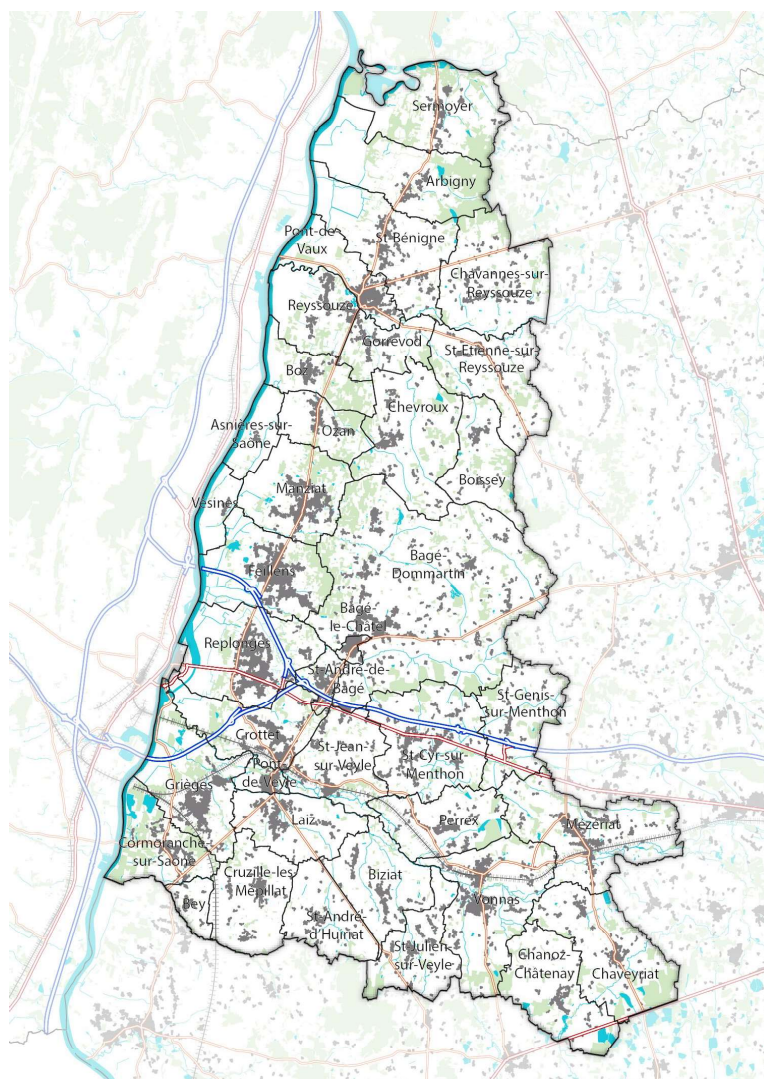 Sermoyer
Arbigny
Pont-de-
Vaux
St-Bénigne
Chavannes-sur-
Reyssouze
Reyssouze
Gorrevod
St-Etienne-sur-
Reyssouze
Boz
Chevroux
Asnières-sur-
Saône
Ozan
Boissey
Manziat
Vésines
Bagé-
Dommartin
Feillens
Bagé-
le-Châtel
Replonges
St-André-de-
Bagé
St-Genis-
sur-Menthon
Crottet
St-Jean-
sur-Veyle
St-Cyr-sur-
Menthon
Pont-
de-Veyle
Grièges
Laiz
Perrex
Mézériat
Cormoranche-
sur-Saône
Cruzille-les
Mépillat
Biziat
Vonnas
Bey
St-André-
d'Huiriat
St-Julien-
sur-Veyle
Chanoz-
Châtenay
Chaveyriat